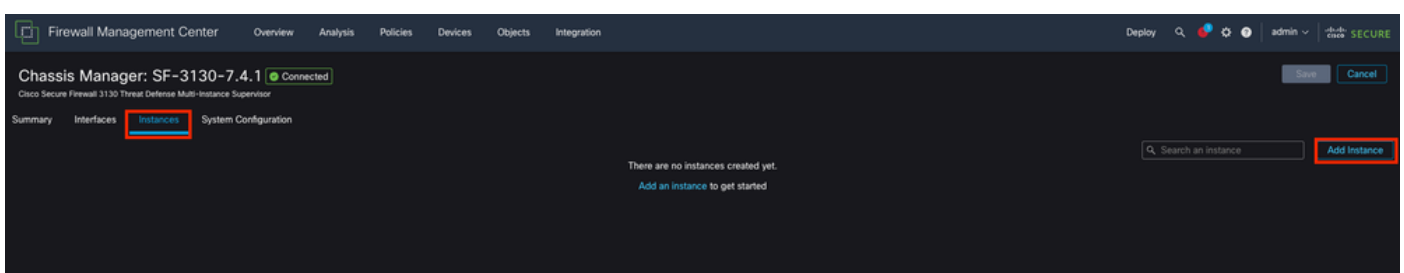 Firewall Management Center Overview Analysis Policies Devices Objects Integration Deploy admin cisco SECURE
Chassis Manager: SF-3130-7.4.1 Connected Save Cancel
Cisco Secure Firewall 3130 Threat Defense Multi-Instance Supervisor
Summary Interfaces Instances System Configuration
Search an instance Add Instance
There are no instances created yet.
Add an instance to get started